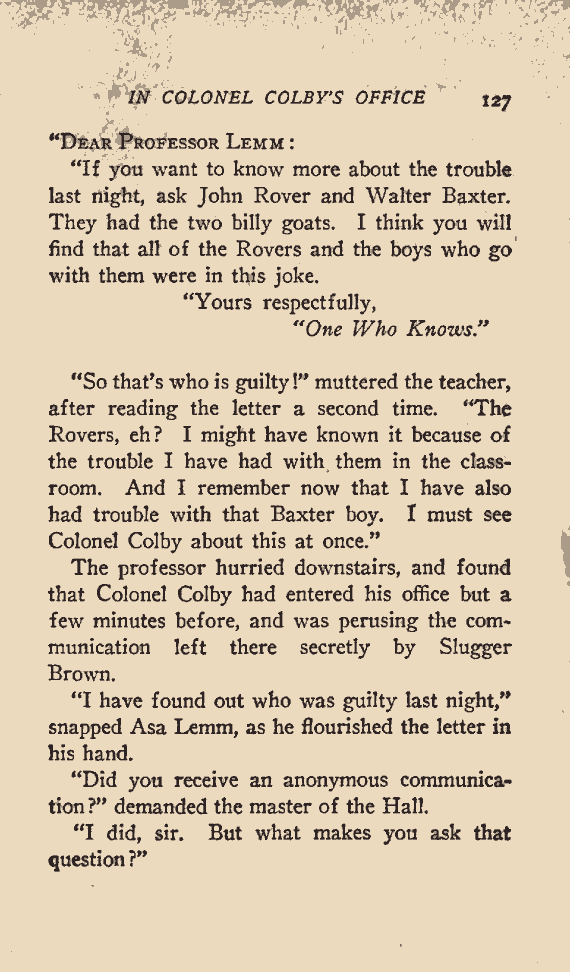 IN COLONEL COLBY'S OFFICE 127
"DEAR PROFESSOR LEMM:
"If you want to know more about the trouble
last night, ask John Rover and Walter Baxter.
They had the two billy goats. I think you will
find that all of the Rovers and the boys who go
with them were in this joke.
"Yours respectfully,
"One Who Knows."
"So that's who is guilty!" muttered the teacher,
after reading the letter a second time. "The
Rovers, eh? I might have known it because of
the trouble I have had with them in the class-
room. And I remember now that I have also
had trouble with that Baxter boy. I must see
Colonel Colby about this at once."
The professor hurried downstairs, and found
that Colonel Colby had entered his office but a
few minutes before, and was perusing the com-
munication left there secretly by Slugger
Brown.
"I have found out who was guilty last night,"
snapped Asa Lemm, as he flourished the letter in
his hand.
"Did you receive an anonymous communica-
tion?" demanded the master of the Hall.
"I did, sir. But what makes you ask that
question?"